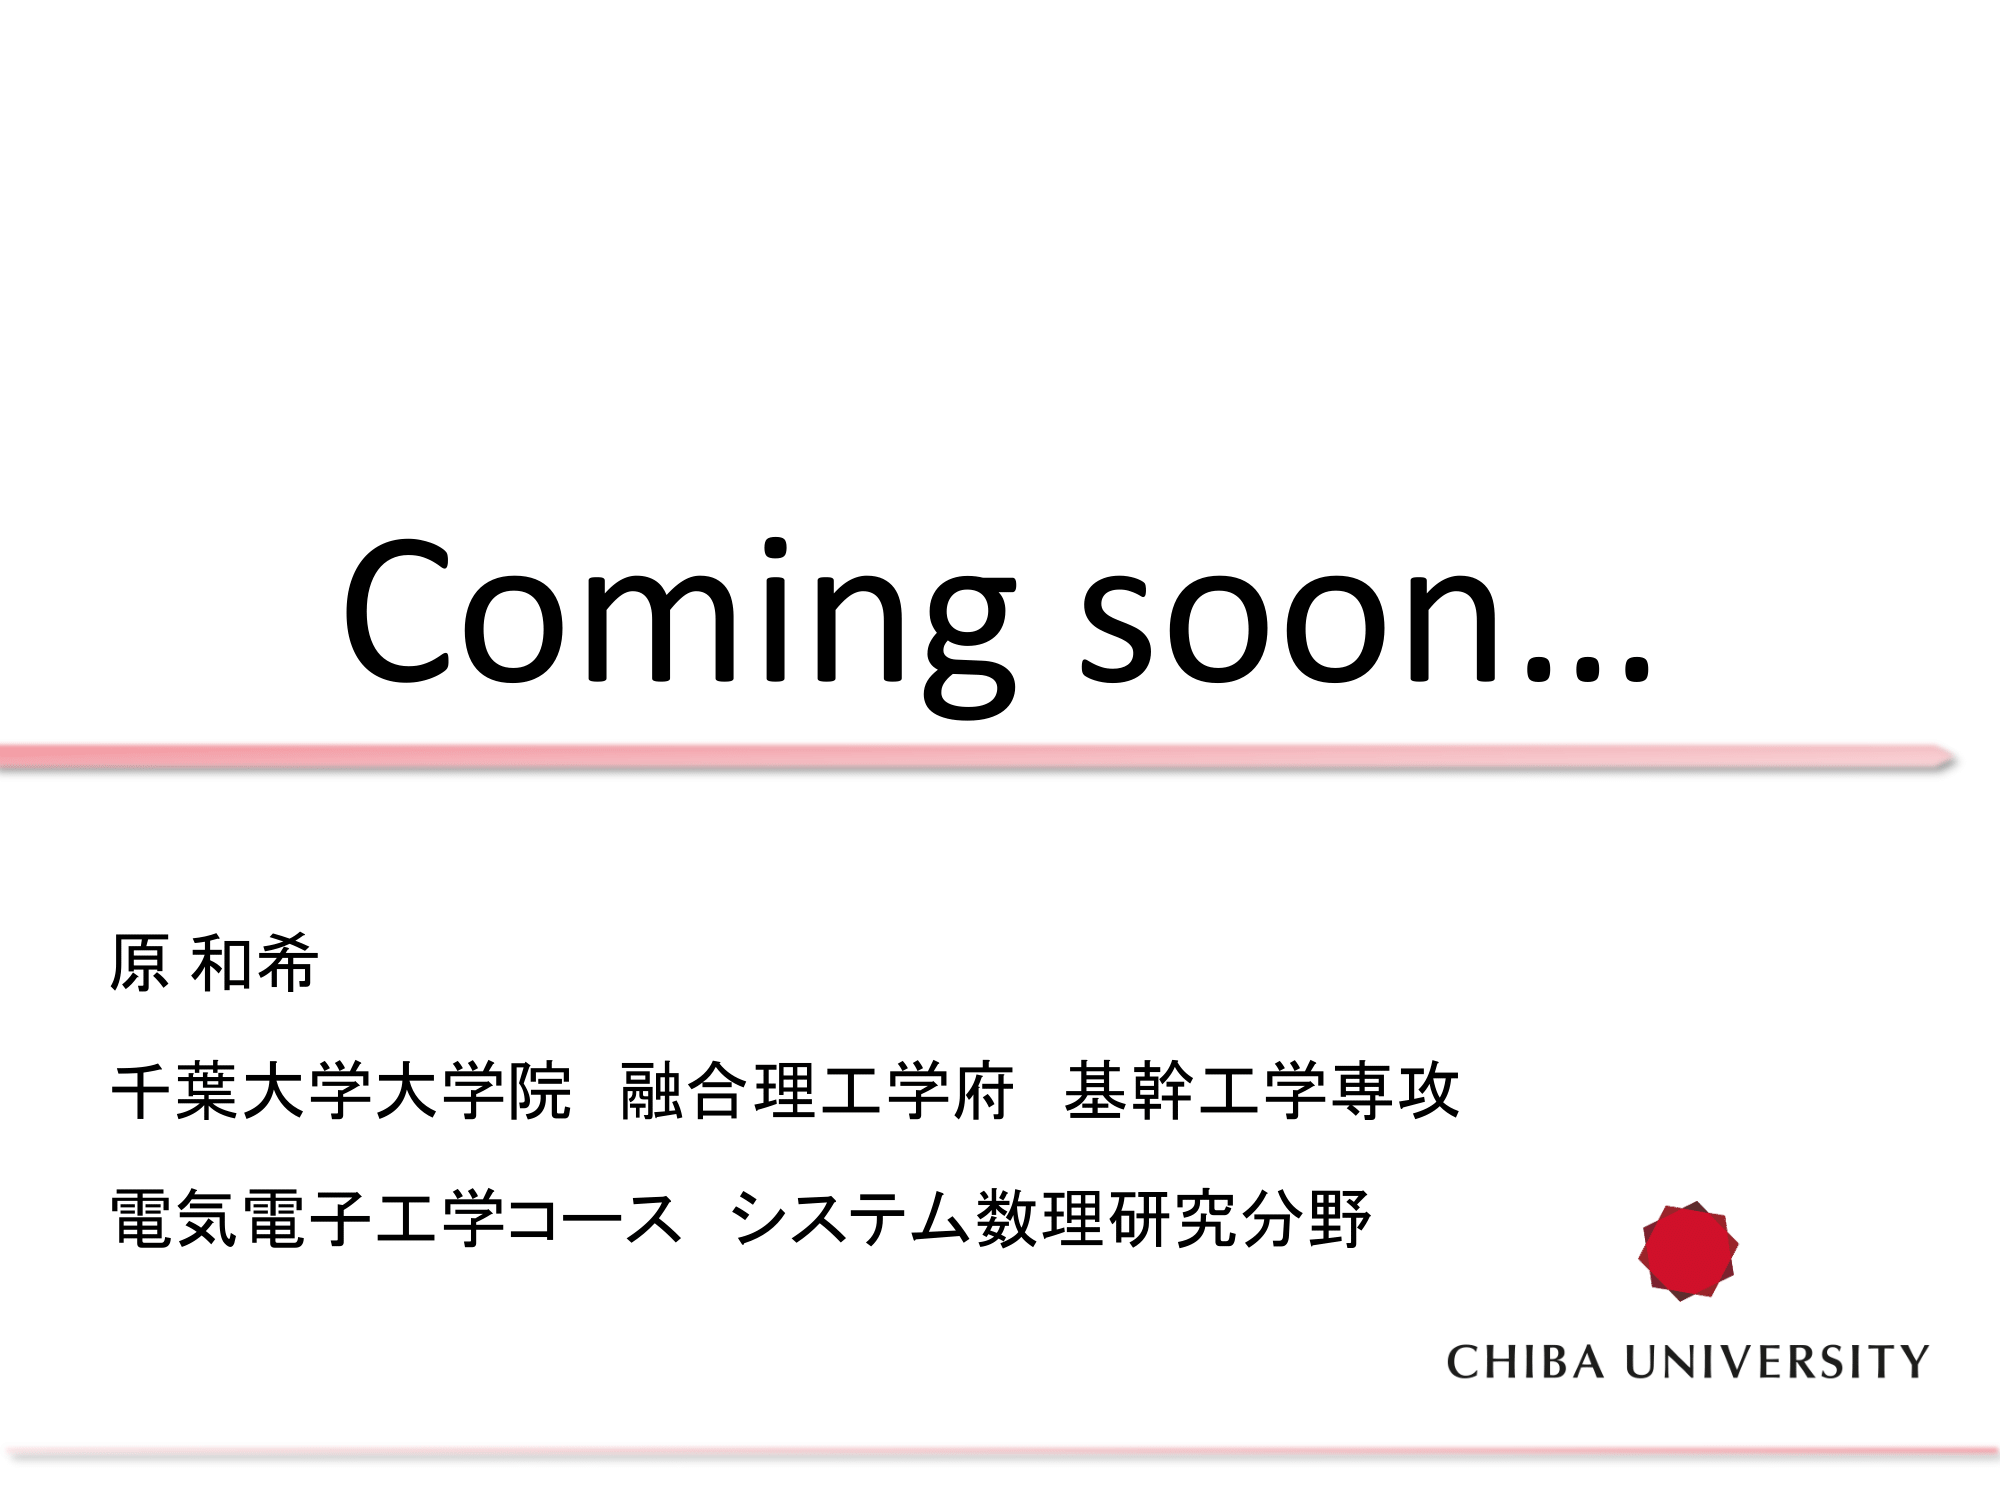 Coming soon…
原 和希
千葉大学大学院　融合理工学府　基幹工学専攻
電気電子工学コース　システム数理研究分野
CHIBA UNIVERSITY